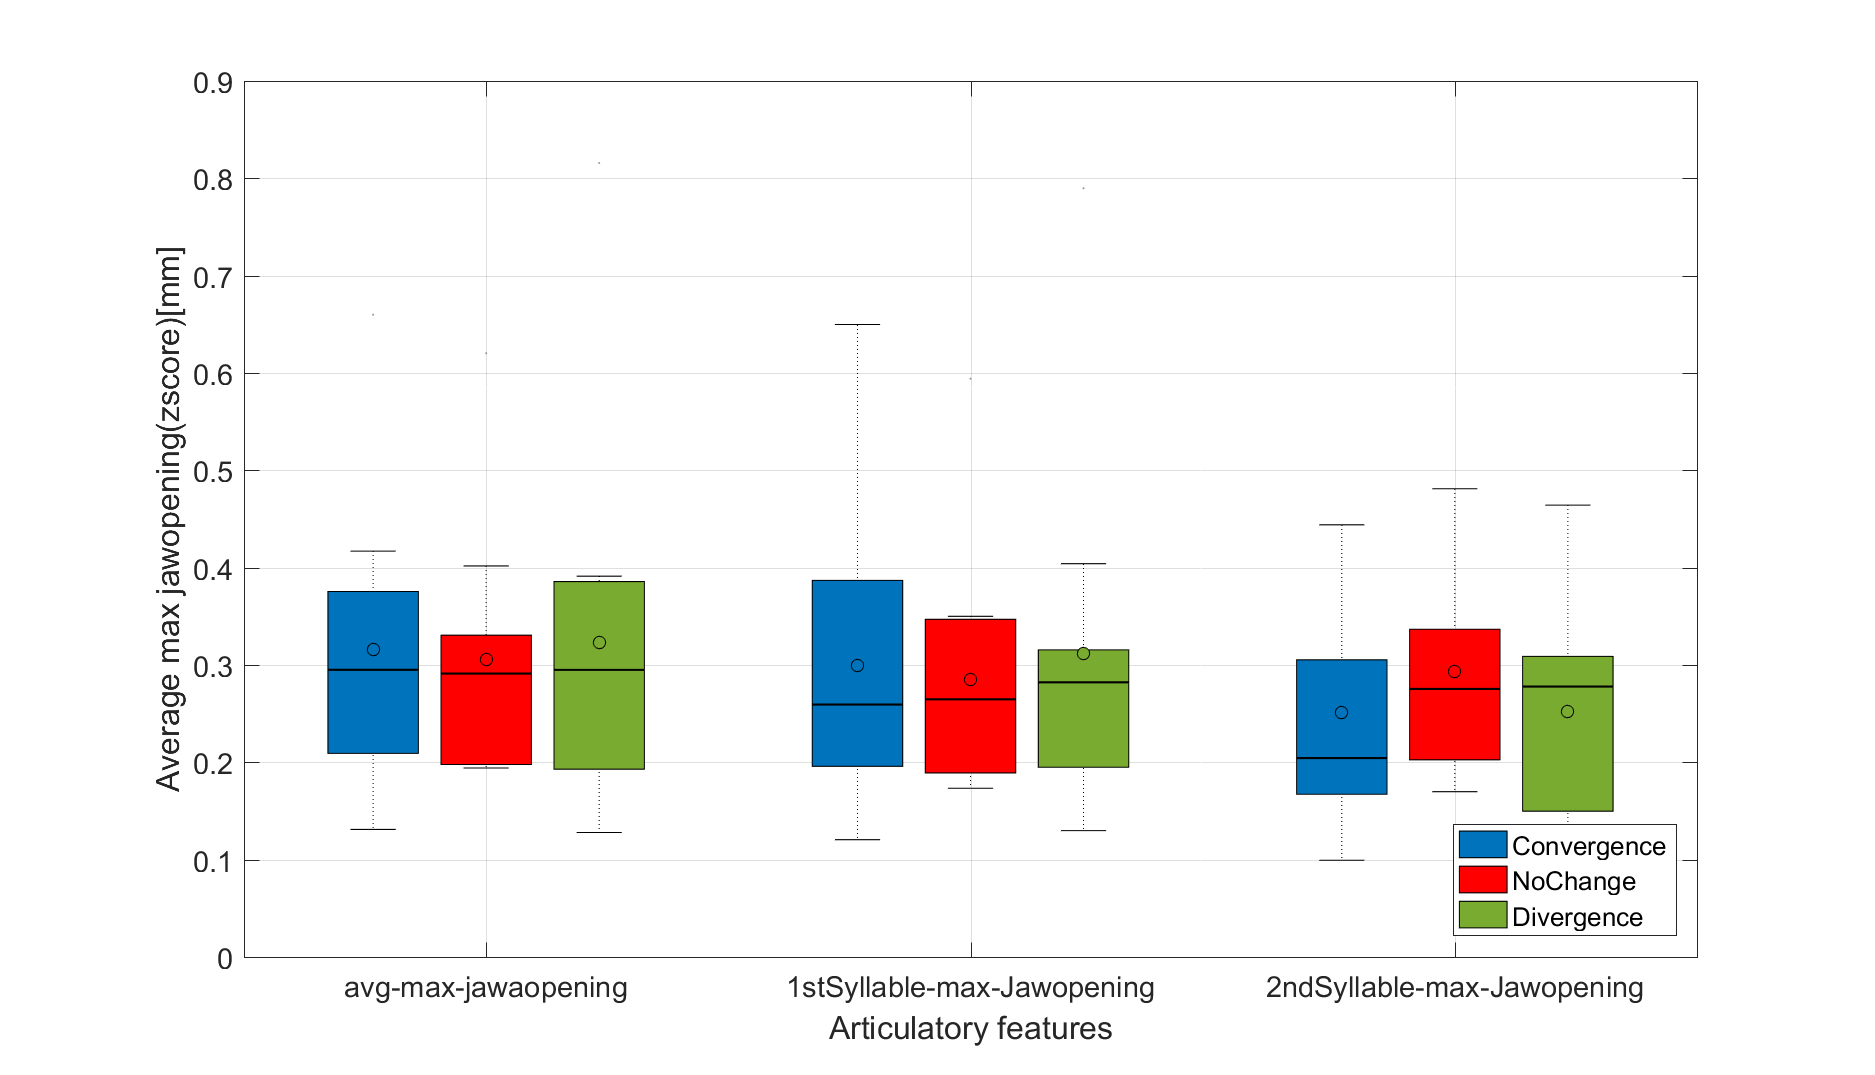 0.9
0.8
0.7
0.6
0.5
0.4
0.3
0.2
0.1
0
Average max jawopening(zscore)[mm]
Convergence
NoChange
Divergence
avg-max-jawaopening
1stSyllable-max-Jawopening
2ndSyllable-max-Jawopening
Articulatory features